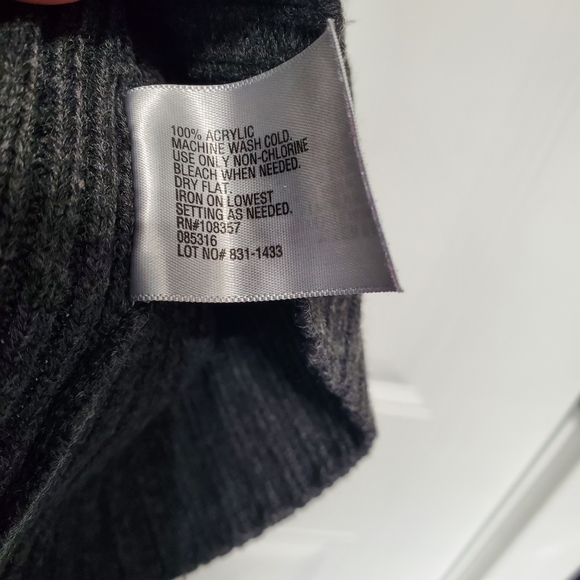 100% ACRYLIC
MACHINE WASH COLD.
USE ONLY NON-CHLORINE
BLEACH WHEN NEEDED.
DRY FLAT.
IRON ON LOWEST
SETTING AS NEEDED.
RN#108357
085316
LOT NO# 831-1433